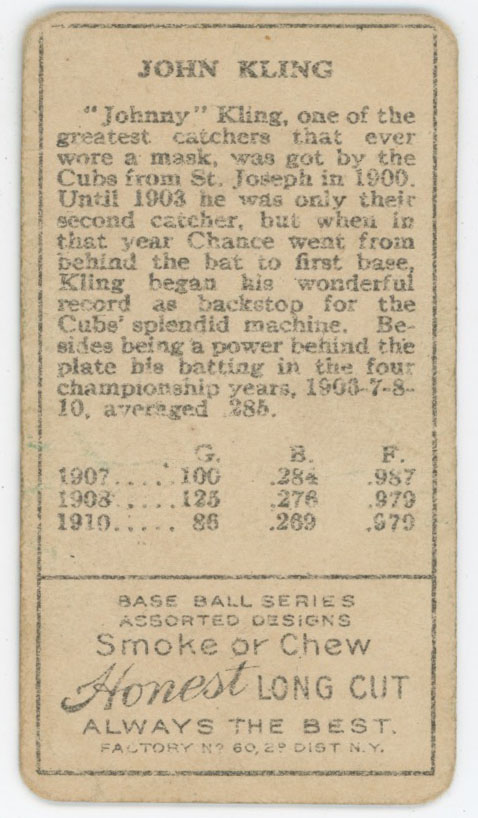 JOHN KLING
"Johnny" Kling, one of the
greatest catchers that ever
wore a mask, was got by the
Cubs from St. Joseph in 1900.
Until 1903 he was only their
second catcher, but when in
that year Chance went from
behind the bat to first base,
Kling began his wonderful
record as backstop for the
Cubs' splendid machine. Be-
sides being a power behind the
plate his batting in the four
championship years, 1906-7-8-
10, averaged .285.
G. B. F.
1907..... 100 .284 .987
1908..... 125 .276 .979
1910..... 86 .269 .979
BASE BALL SERIES
ASSORTED DESIGNS
Smoke or Chew
Honest LONG CUT
ALWAYS THE BEST.
FACTORY Nº 60, 2º DIST N.Y.